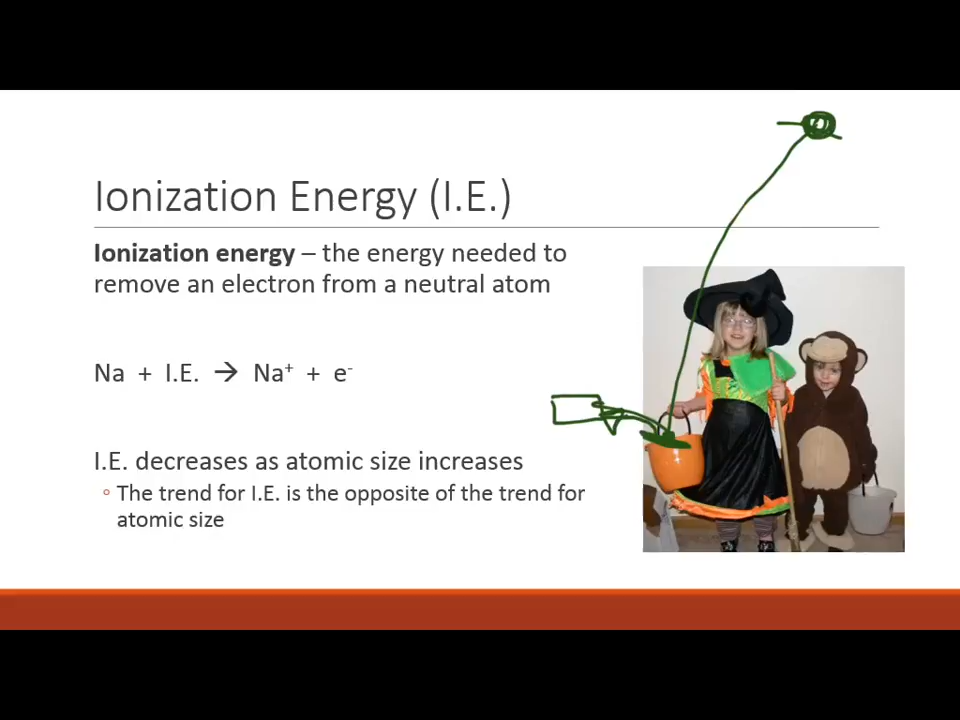 Ionization Energy (I.E.)
Ionization energy – the energy needed to
remove an electron from a neutral atom
Na + I.E. → Na⁺ + e⁻
I.E. decreases as atomic size increases
◦ The trend for I.E. is the opposite of the trend for
atomic size